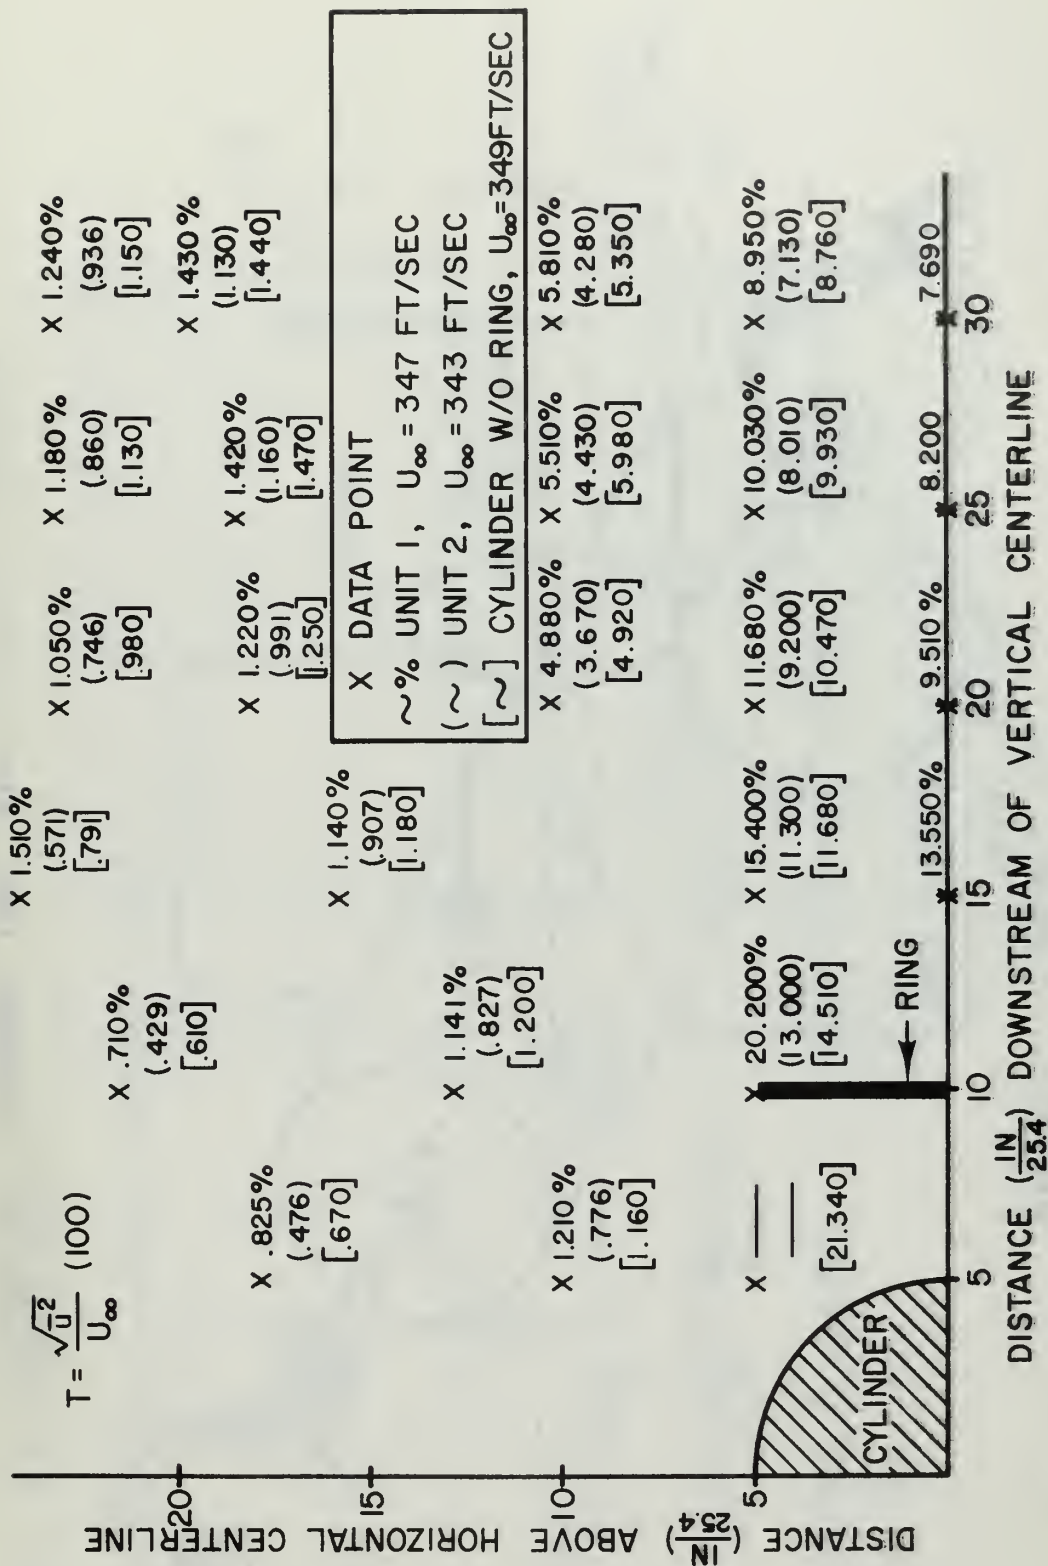 T = √ū² / U∞ (100)
X 1.510%
(.571)
[.791]
X .710%
(.429)
[.610]
X 1.050%
(.746)
[.980]
X 1.180%
(.860)
[1.130]
X 1.240%
(.936)
[1.150]
X .825%
(.476)
[.670]
X 1.220%
(.991)
[1.250]
X 1.420%
(1.160)
[1.470]
X 1.430%
(1.130)
[1.440]
X 1.140%
(.907)
[1.180]
X DATA POINT
~% UNIT 1, U∞ = 347 FT/SEC
(~) UNIT 2, U∞ = 343 FT/SEC
[~] CYLINDER W/O RING, U∞ = 349FT/SEC
X 1.141%
(.827)
[1.200]
X 1.210%
(.776)
[1.160]
X 4.880%
(3.670)
[4.920]
X 5.510%
(4.430)
[5.980]
X 5.810%
(4.280)
[5.350]
X —
—
[21.340]
X 20.200%
(13.000)
[14.510]
X 15.400%
(11.300)
[11.680]
X 11.680%
(9.200)
[10.470]
X 10.030%
(8.010)
[9.930]
X 8.950%
(7.130)
[8.760]
CYLINDER
RING
13.550%
9.510%
8.200
7.690
20
15
10
5
5
10
15
20
25
30
DISTANCE (IN/25.4) ABOVE HORIZONTAL CENTERLINE
DISTANCE (IN/25.4) DOWNSTREAM OF VERTICAL CENTERLINE